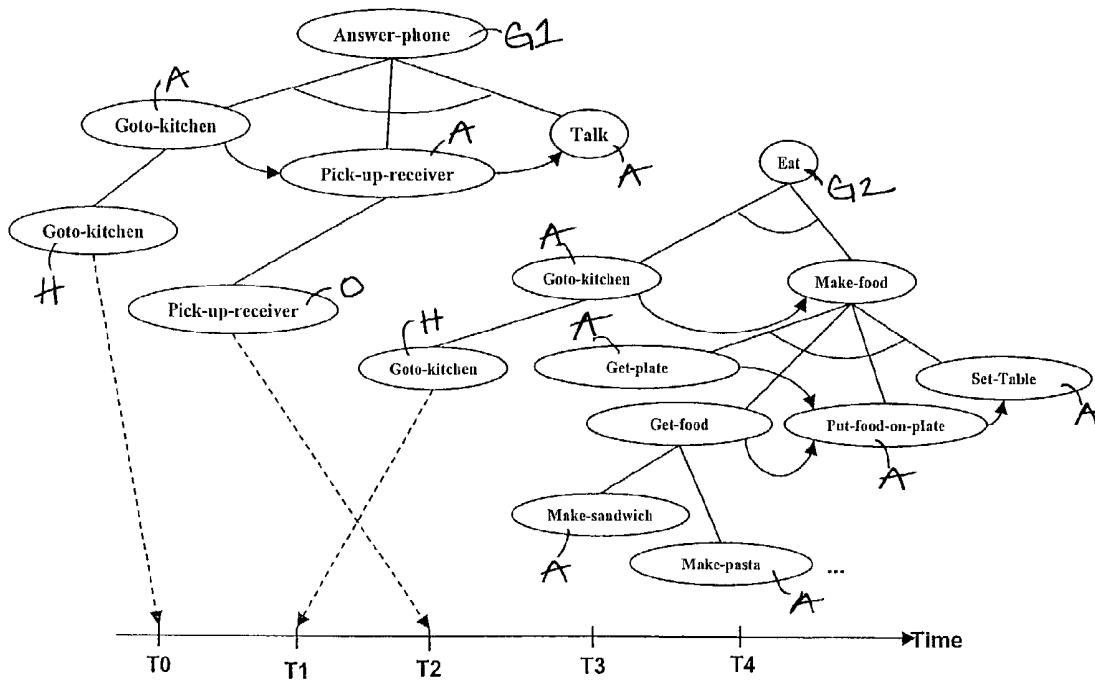 Answer-phone
G1
A
Goto-kitchen
A
Talk
A
Pick-up-receiver
Eat
G2
Goto-kitchen
H
A
Goto-kitchen
Make-food
O
Pick-up-receiver
H
A
Goto-kitchen
Get-plate
Set-Table
A
Get-food
Put-food-on-plate
A
Make-sandwich
A
Make-pasta
...
A
Time
T0
T1
T2
T3
T4